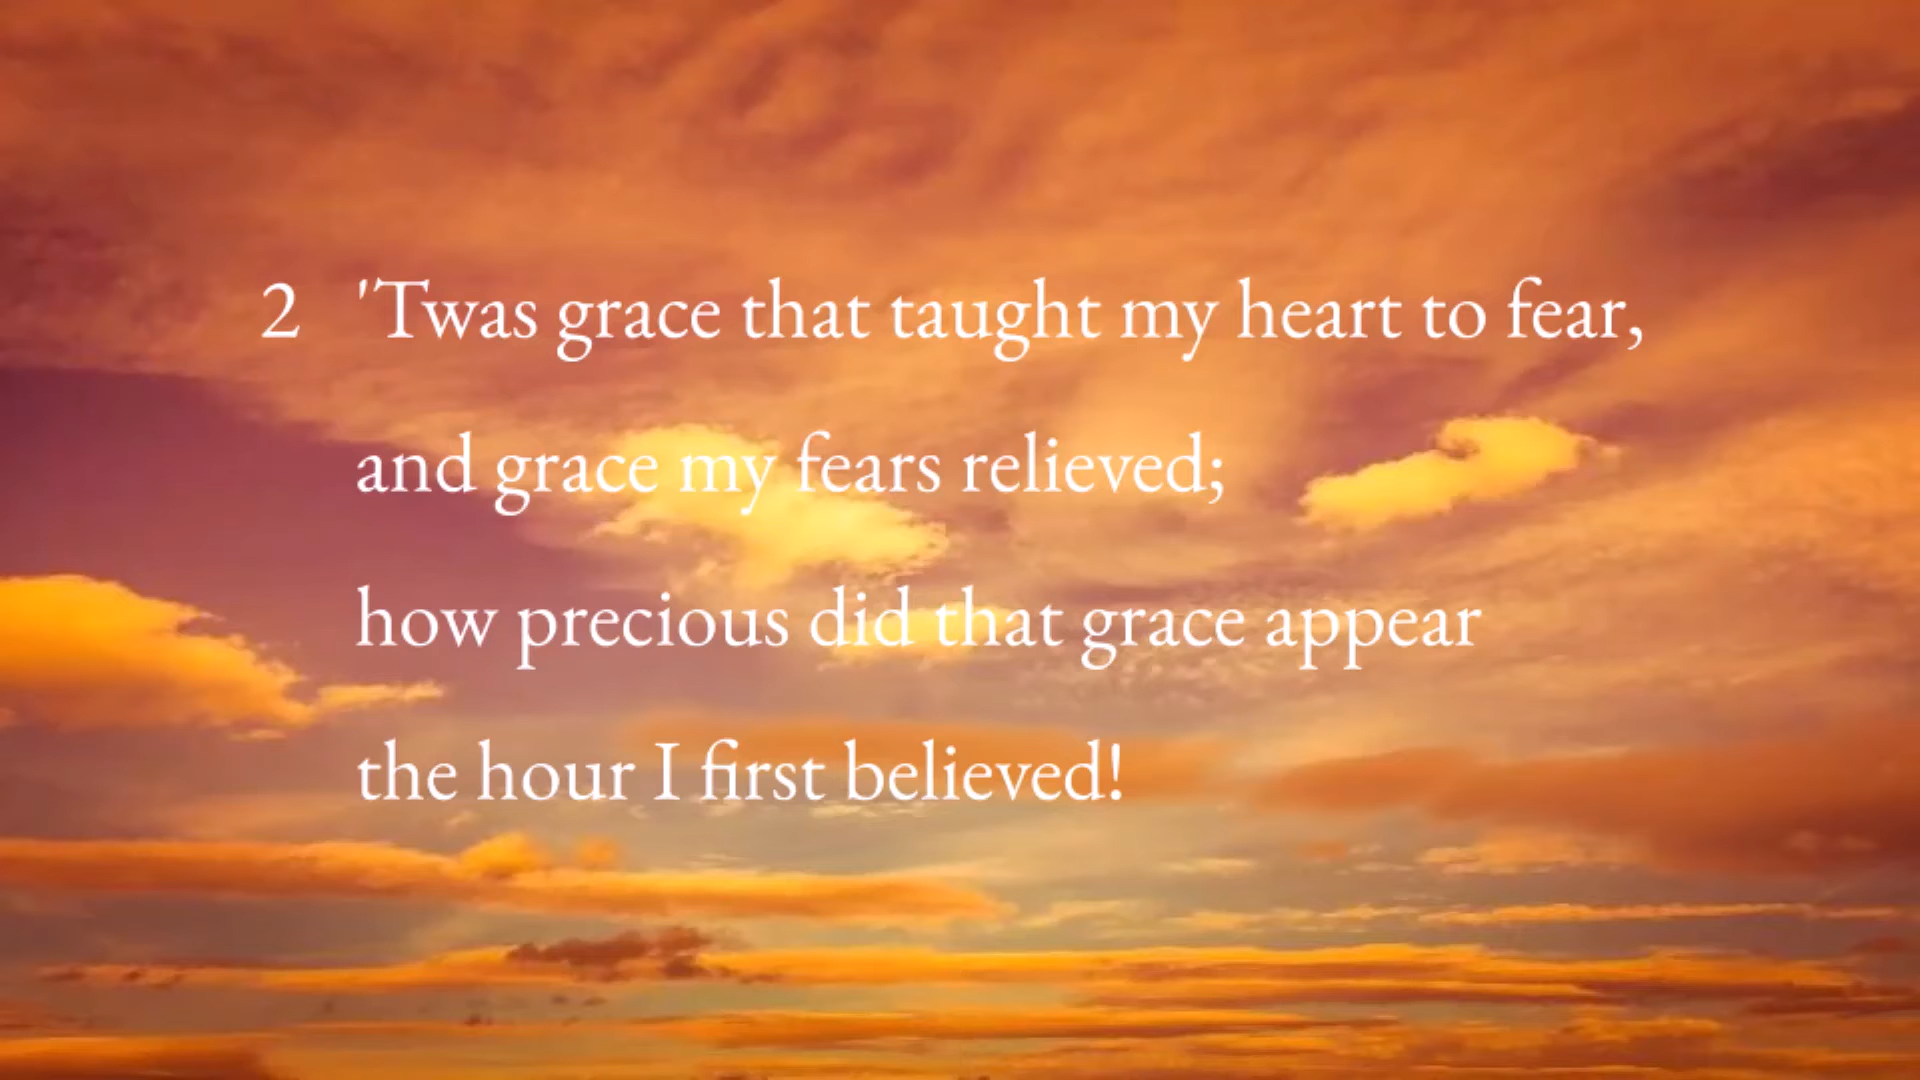 2 'Twas grace that taught my heart to fear,
and grace my fears relieved;
how precious did that grace appear
the hour I first believed!